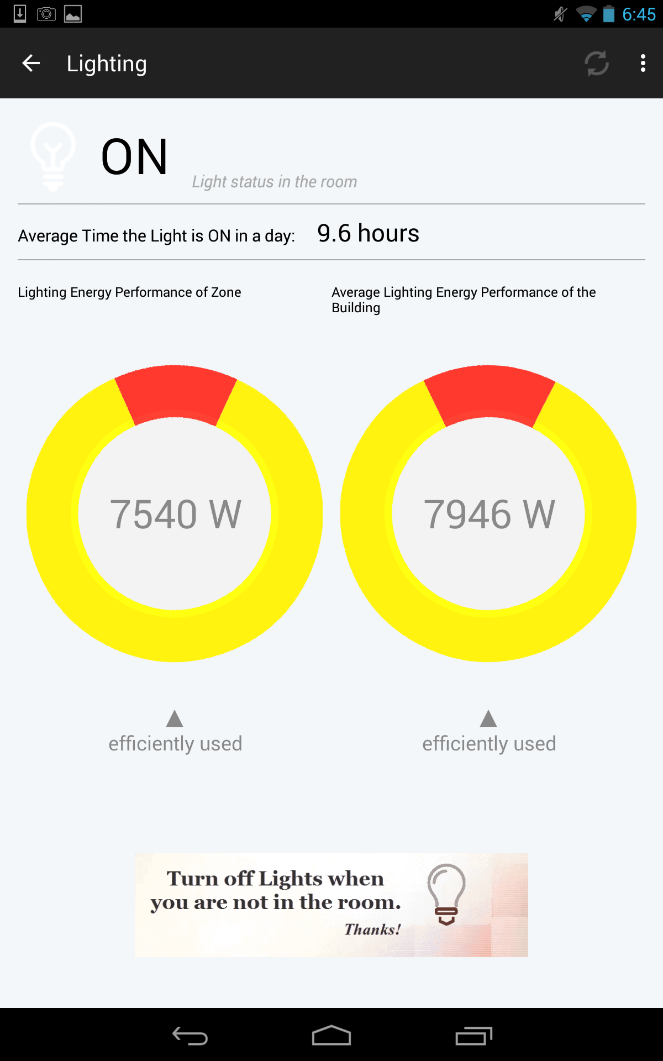 6:45
Lighting
ON
Light status in the room
Average Time the Light is ON in a day: 9.6 hours
Lighting Energy Performance of Zone
Average Lighting Energy Performance of the
Building
7540 W
7946 W
efficiently used
efficiently used
Turn off Lights when
you are not in the room.
Thanks!